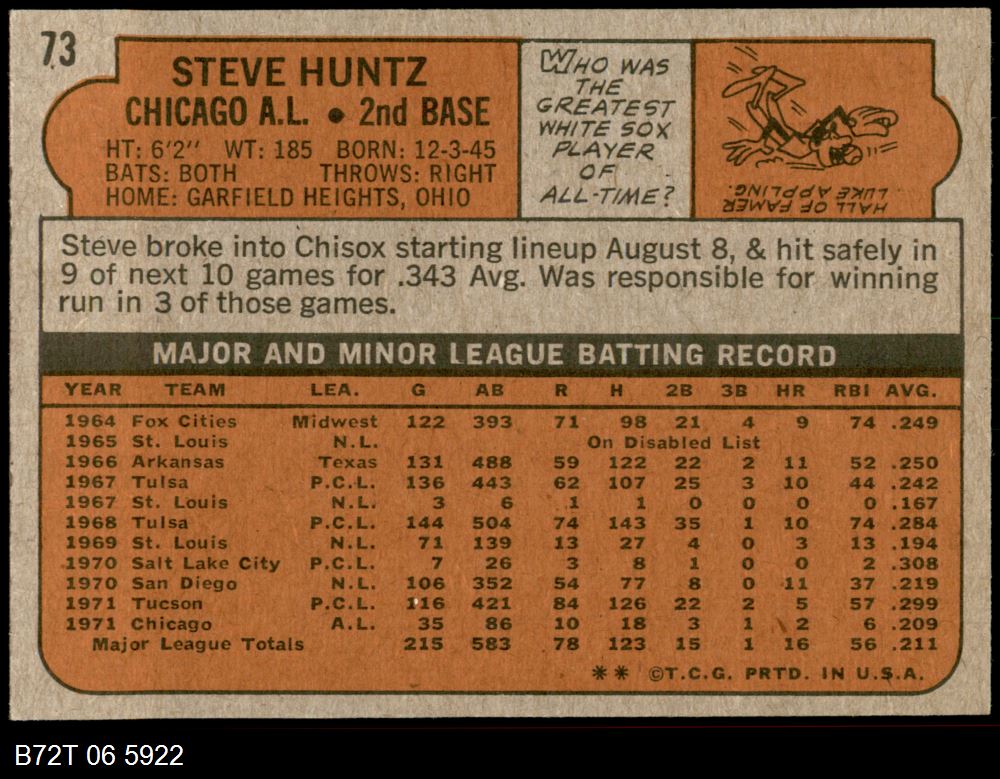 73
STEVE HUNTZ
CHICAGO A.L. • 2nd BASE
HT: 6'2" WT: 185 BORN: 12-3-45
BATS: BOTH THROWS: RIGHT
HOME: GARFIELD HEIGHTS, OHIO
WHO WAS
THE
GREATEST
WHITE SOX
PLAYER
OF
ALL-TIME?
HALL OF FAMER
LUKE APPLING.
Steve broke into Chisox starting lineup August 8, & hit safely in
9 of next 10 games for .343 Avg. Was responsible for winning
run in 3 of those games.
MAJOR AND MINOR LEAGUE BATTING RECORD
YEAR TEAM LEA. G AB R H 2B 3B HR RBI AVG.
1964 Fox Cities Midwest 122 393 71 98 21 4 9 74 .249
1965 St. Louis N.L. On Disabled List
1966 Arkansas Texas 131 488 59 122 22 2 11 52 .250
1967 Tulsa P.C.L. 136 443 62 107 25 3 10 44 .242
1967 St. Louis N.L. 3 6 1 1 0 0 0 0 .167
1968 Tulsa P.C.L. 144 504 74 143 35 1 10 74 .284
1969 St. Louis N.L. 71 139 13 27 4 0 3 13 .194
1970 Salt Lake City P.C.L. 7 26 3 8 1 0 0 2 .308
1970 San Diego N.L. 106 352 54 77 8 0 11 37 .219
1971 Tucson P.C.L. 116 421 84 126 22 2 5 57 .299
1971 Chicago A.L. 35 86 10 18 3 1 2 6 .209
Major League Totals 215 583 78 123 15 1 16 56 .211
** ©T.C.G. PRTD. IN U.S.A.
B72T 06 5922